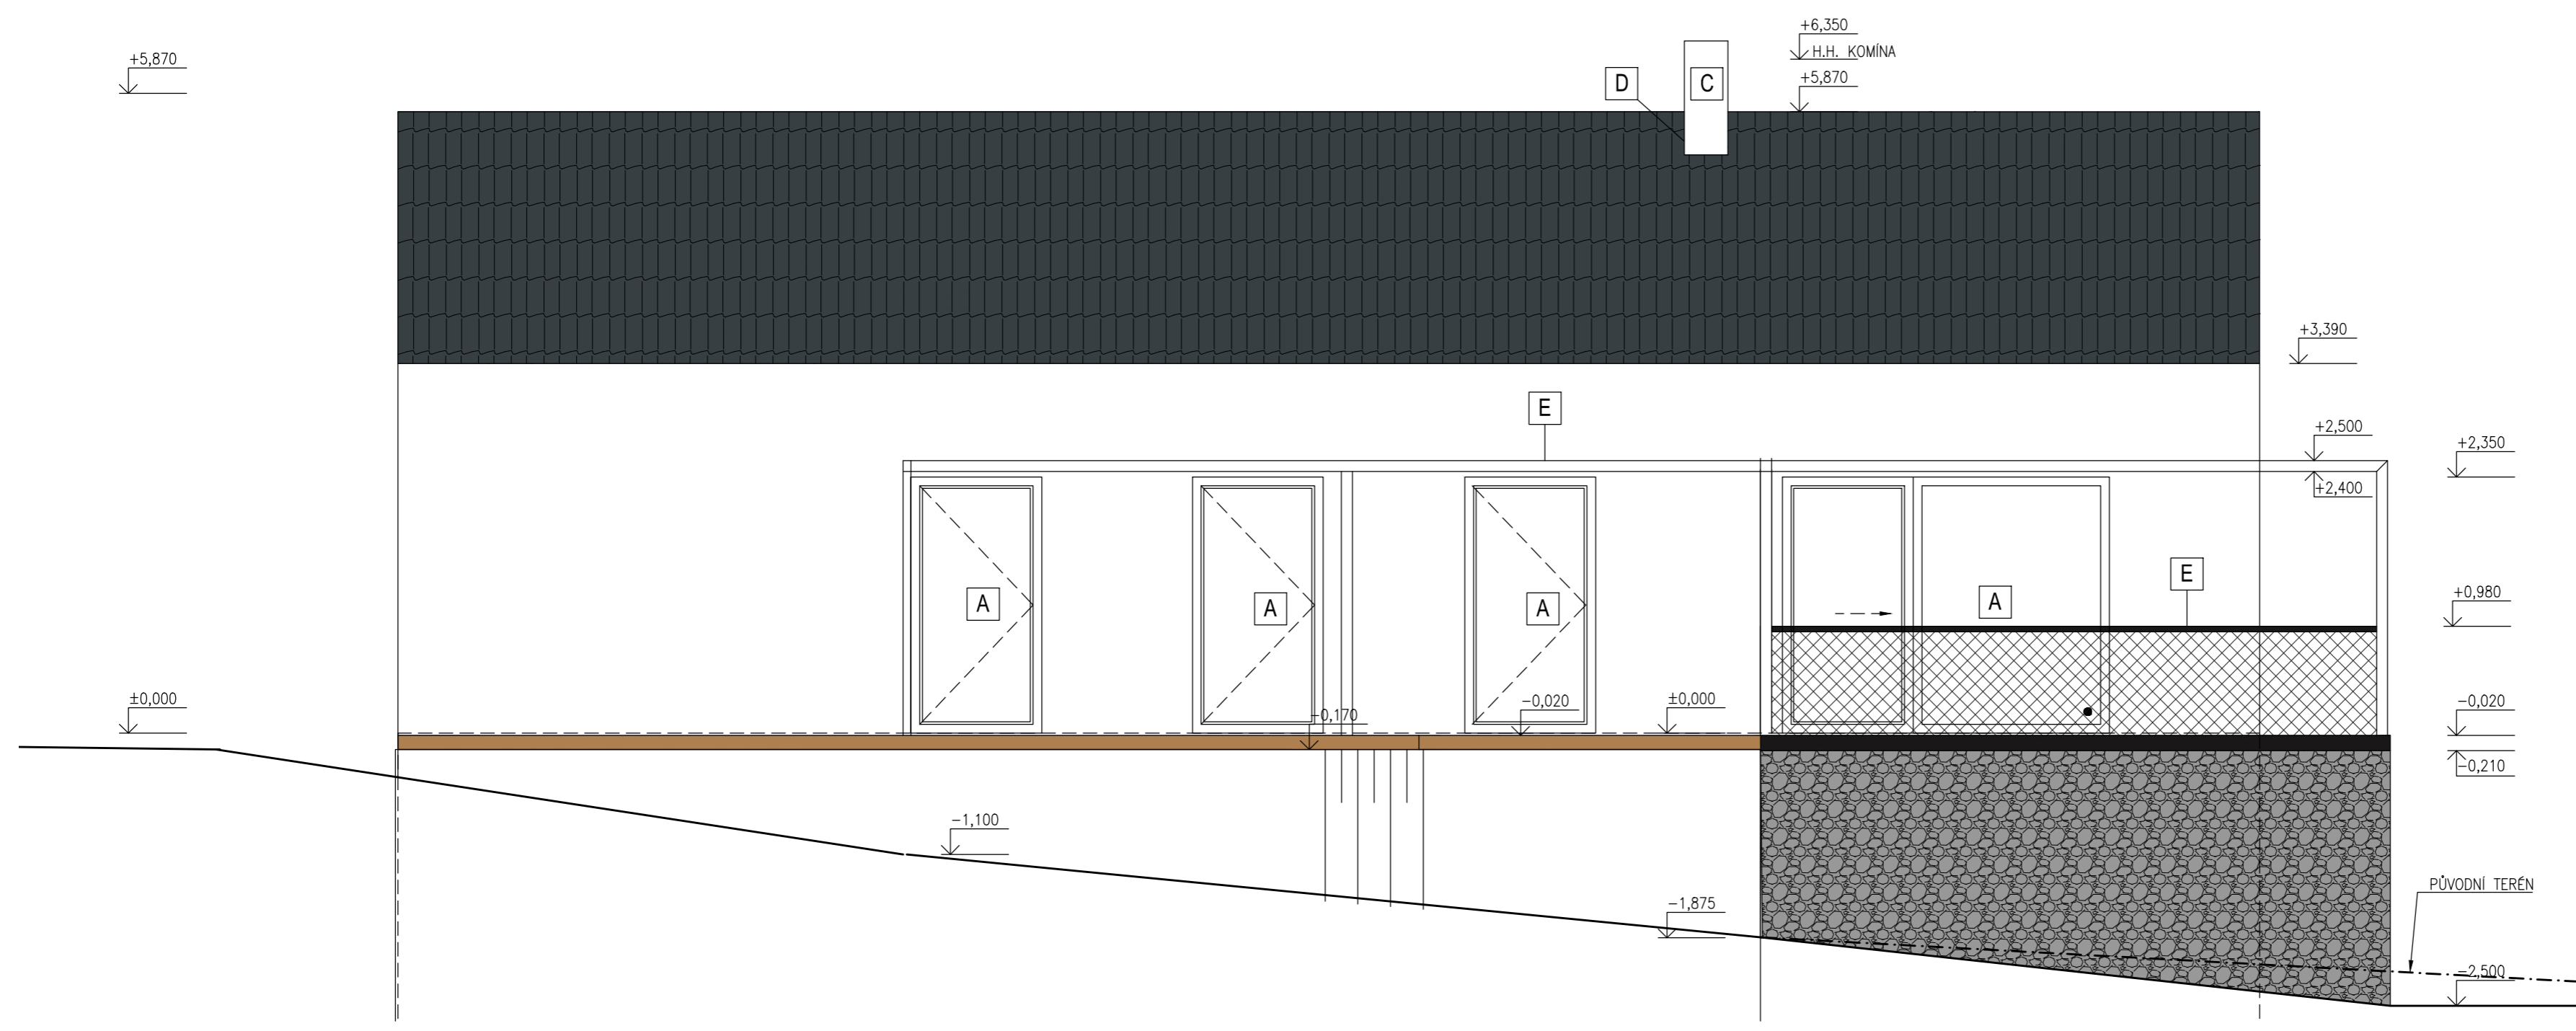 +6,350
H.H. KOMÍNA
+5,870
+5,870
D
C
+3,390
E
+2,500
+2,350
+2,400
A
A
A
A
E
+0,980
±0,000
-0,170
-0,020
±0,000
-0,020
-0,210
-1,100
-1,875
PŮVODNÍ TERÉN
-2,500